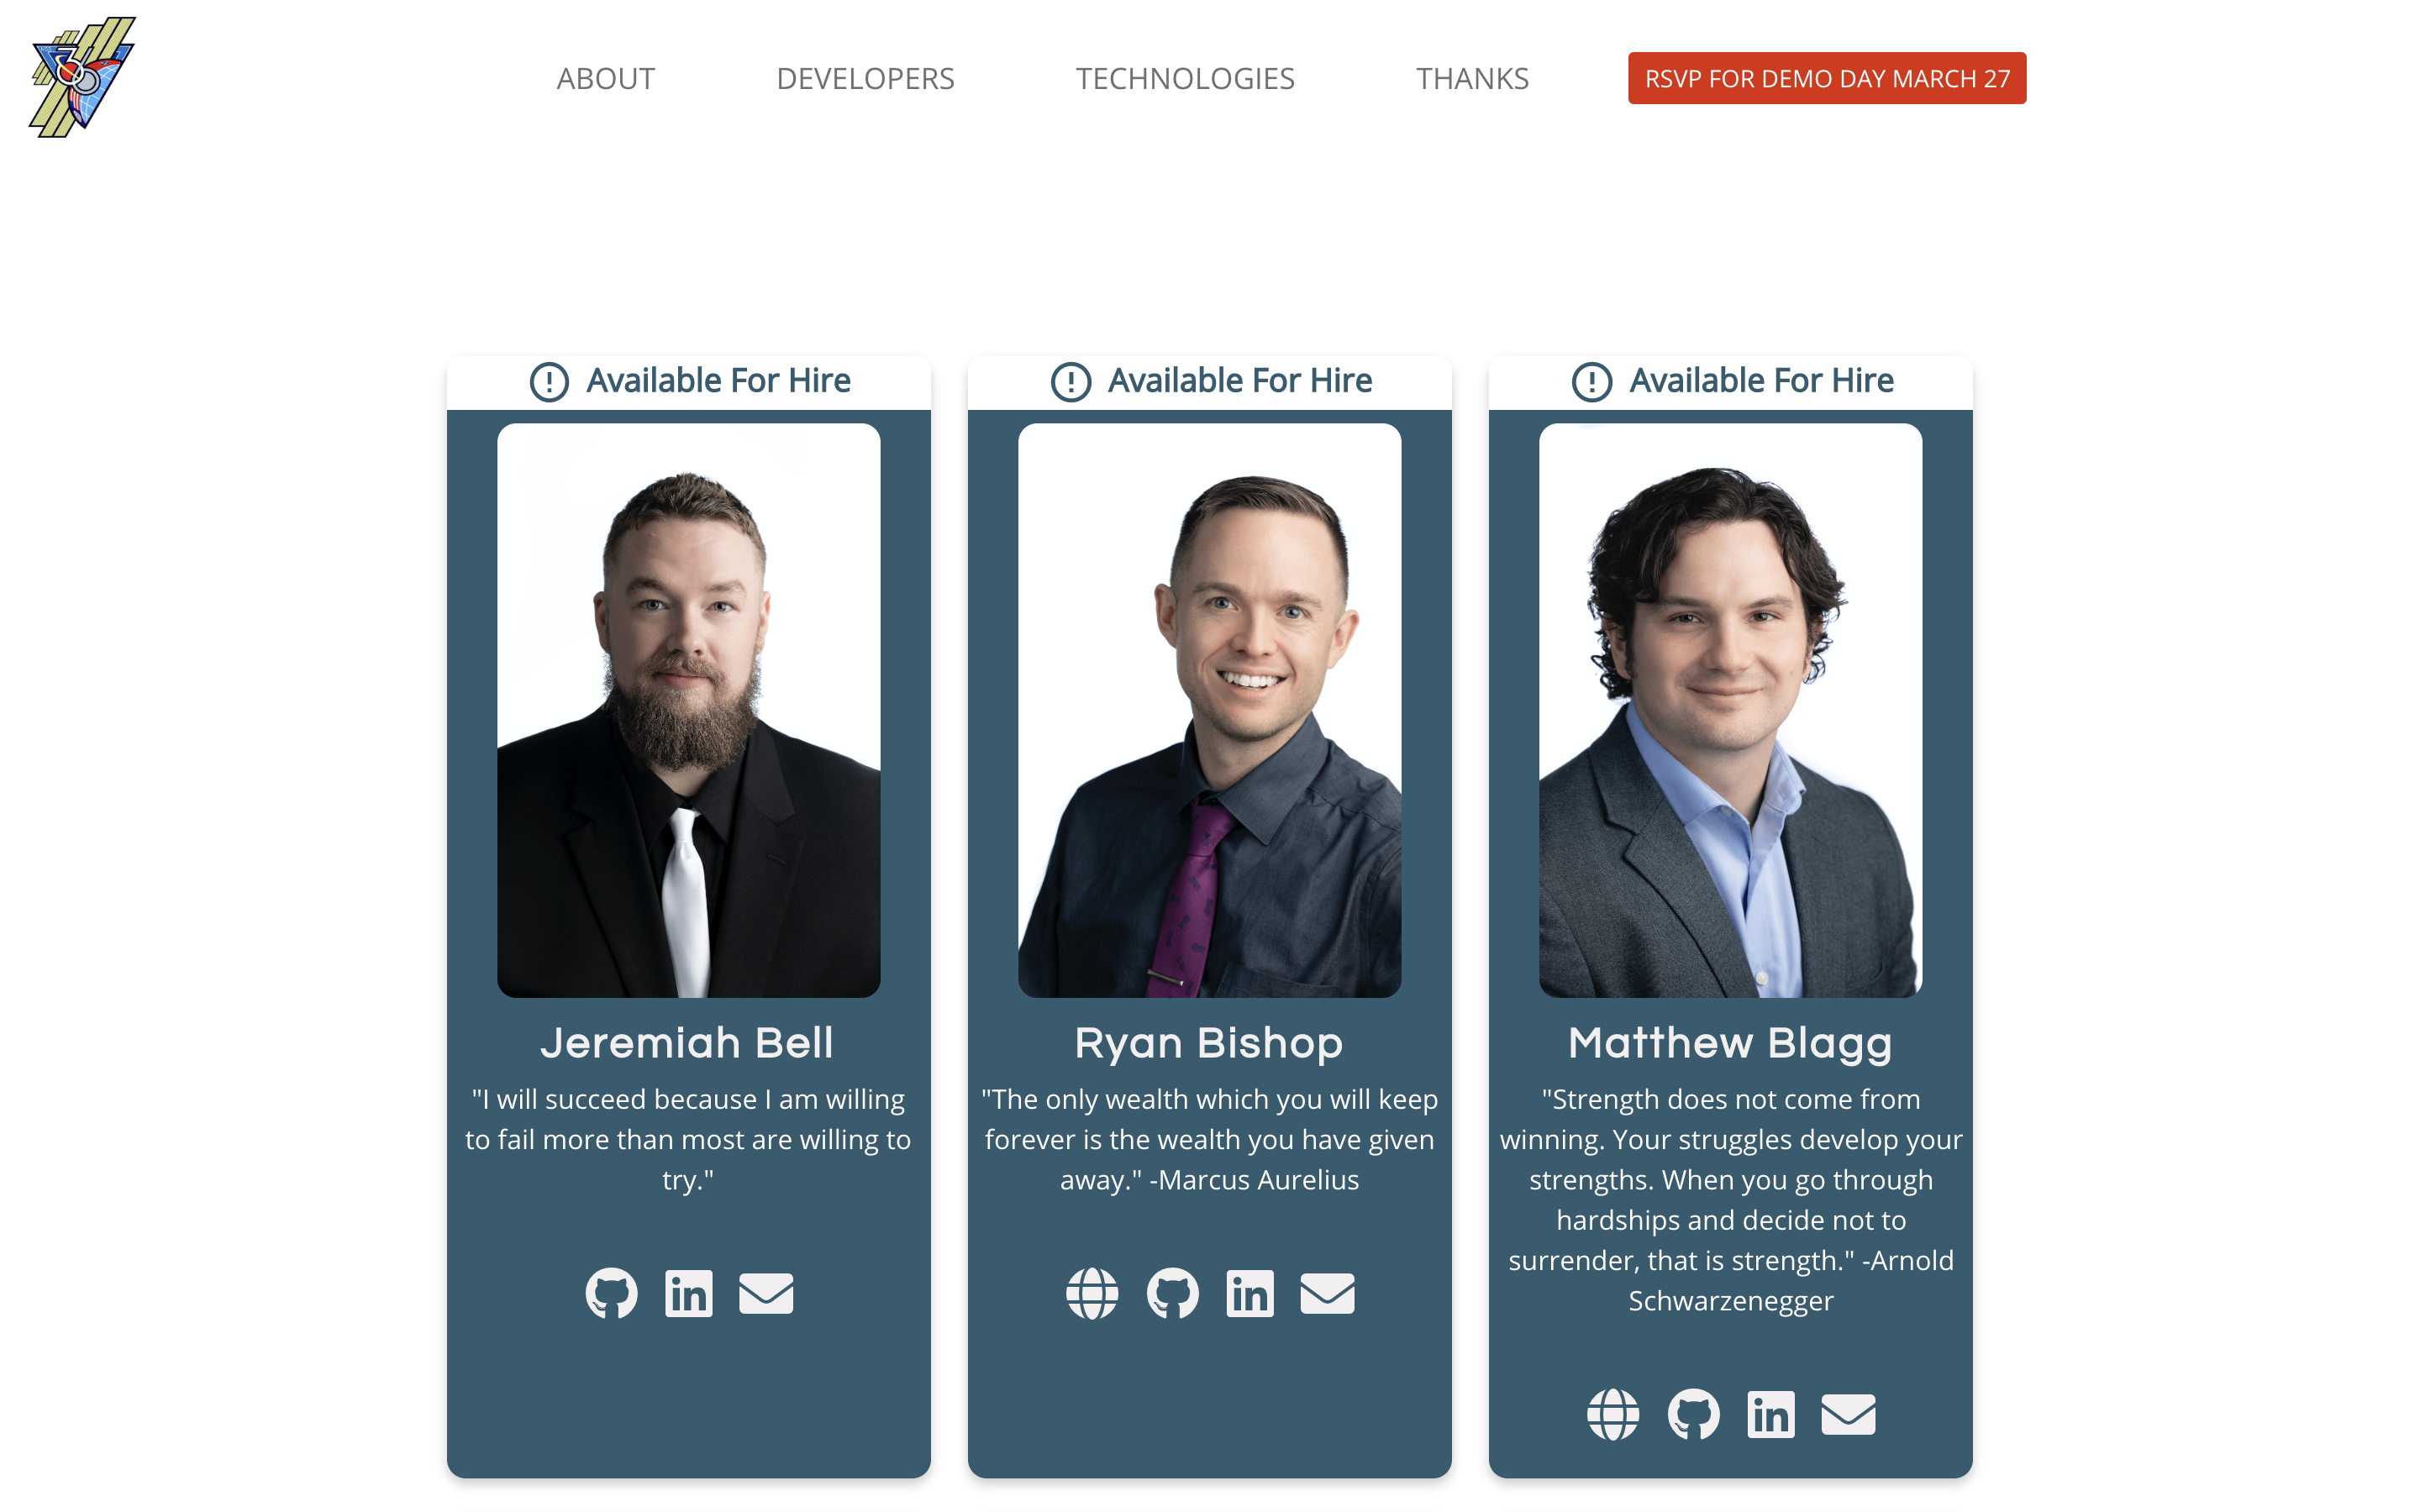 ABOUT
DEVELOPERS
TECHNOLOGIES
THANKS
RSVP FOR DEMO DAY MARCH 27
Available For Hire
Jeremiah Bell
"I will succeed because I am willing
to fail more than most are willing to
try."
Available For Hire
Ryan Bishop
"The only wealth which you will keep
forever is the wealth you have given
away." -Marcus Aurelius
Available For Hire
Matthew Blagg
"Strength does not come from
winning. Your struggles develop your
strengths. When you go through
hardships and decide not to
surrender, that is strength." -Arnold
Schwarzenegger